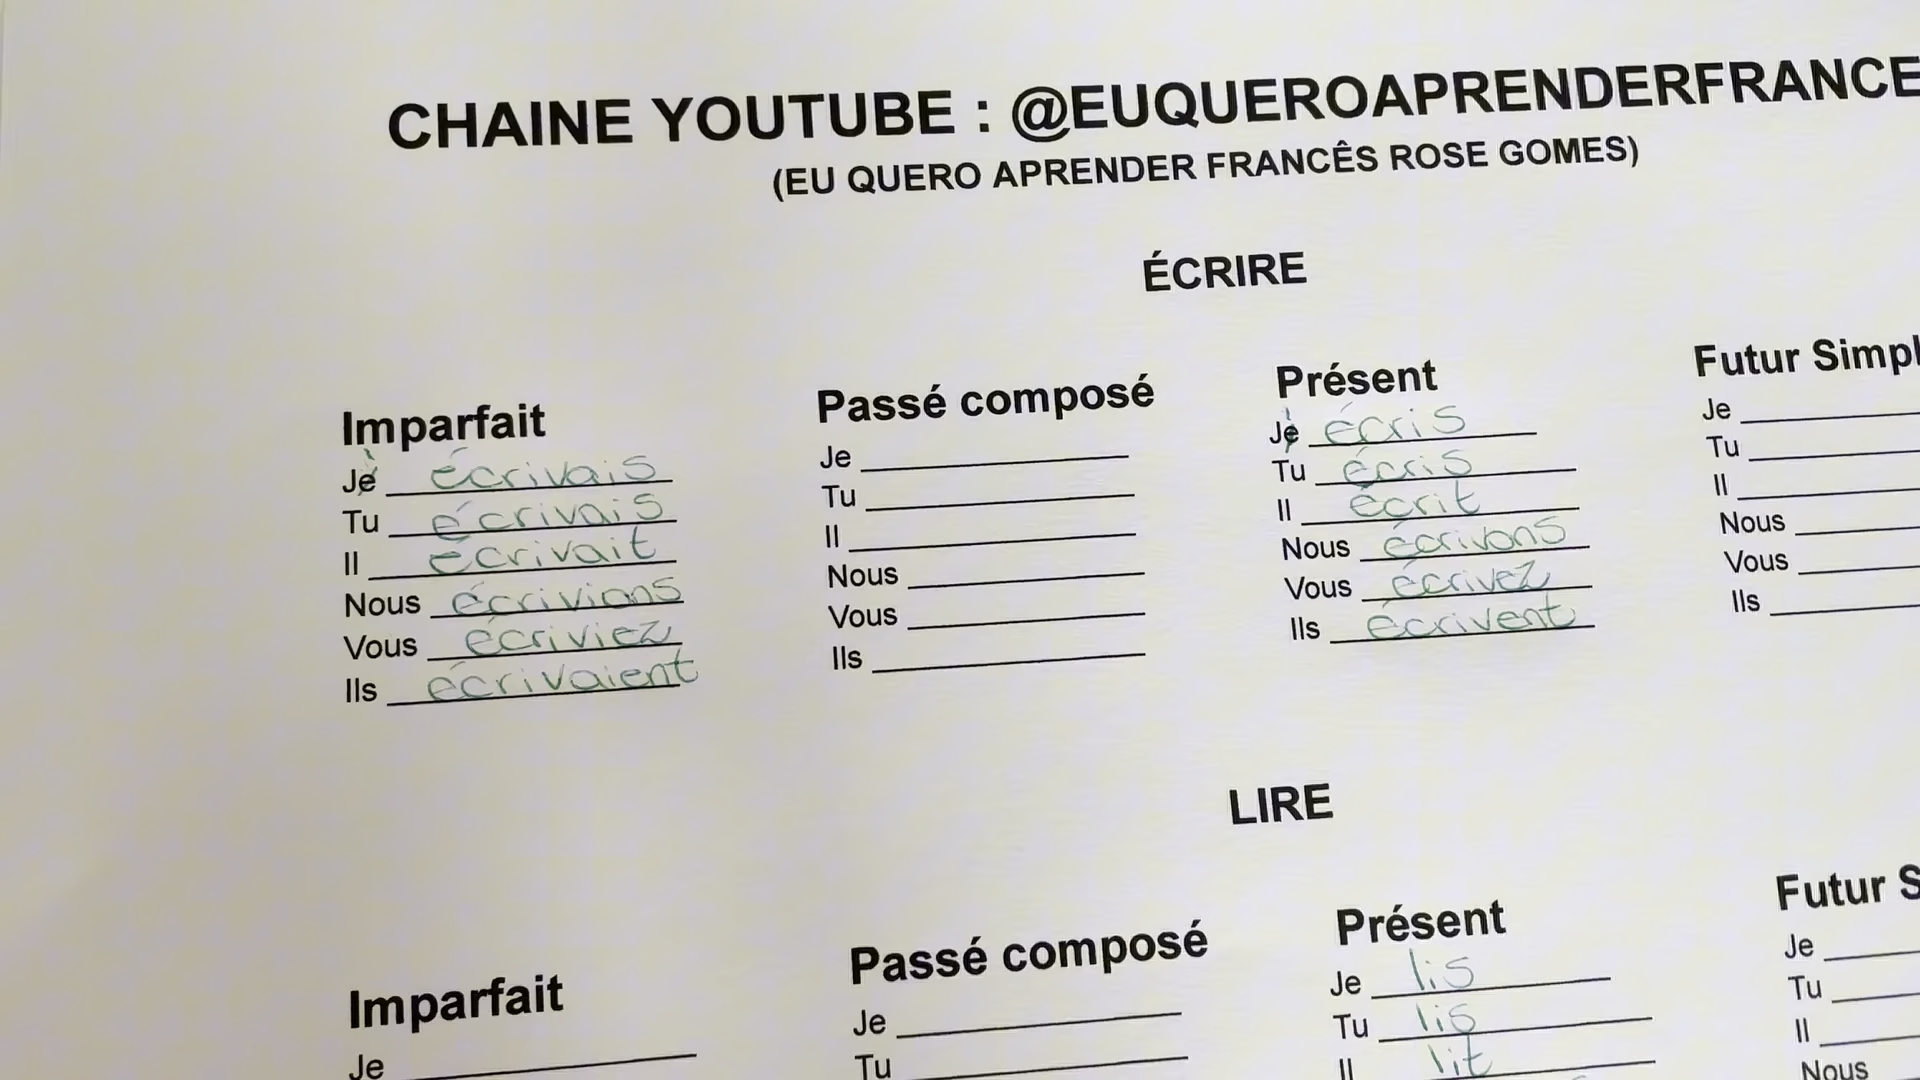 CHAINE YOUTUBE : @EUQUEROAPRENDERFRANCE
(EU QUERO APRENDER FRANCÊS ROSE GOMES)
ÉCRIRE
Imparfait
J' écrivais
Tu écrivais
Il écrivait
Nous écrivions
Vous écriviez
Ils écrivaient
Passé composé
Je
Tu
Il
Nous
Vous
Ils
Présent
J' écris
Tu écris
Il écrit
Nous écrivons
Vous écrivez
Ils écrivent
Futur Simpl
Je
Tu
Il
Nous
Vous
Ils
LIRE
Imparfait
Je
Passé composé
Je
Tu
Présent
Je lis
Tu lis
Il lit
Futur S
Je
Tu
Il
Nous